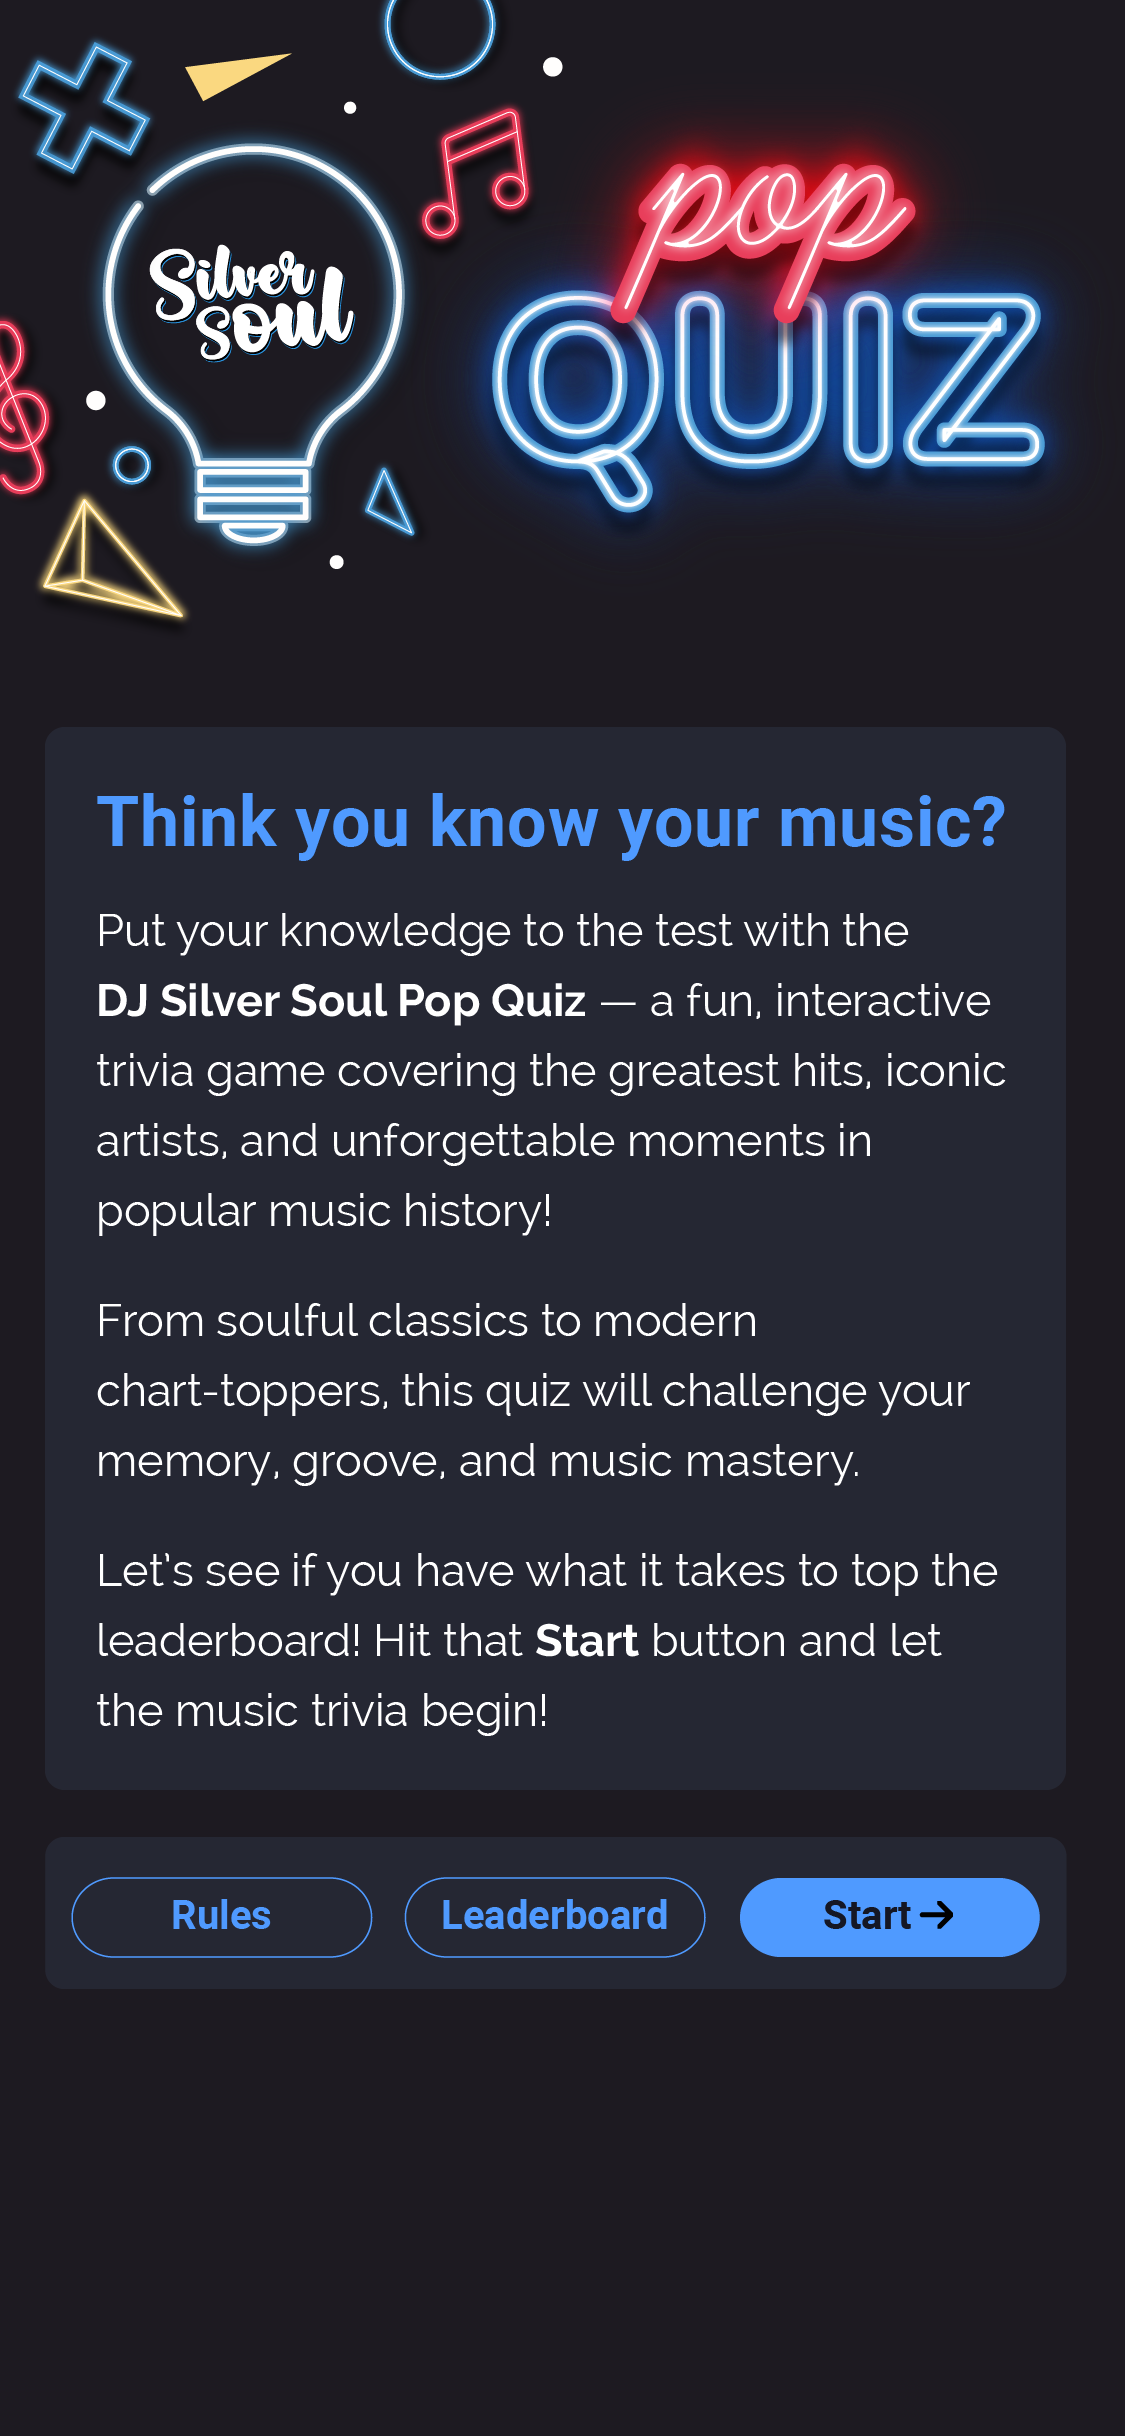 Silver
Soul
pop
QUIZ
Think you know your music?
Put your knowledge to the test with the
DJ Silver Soul Pop Quiz — a fun, interactive
trivia game covering the greatest hits, iconic
artists, and unforgettable moments in
popular music history!
From soulful classics to modern
chart-toppers, this quiz will challenge your
memory, groove, and music mastery.
Let's see if you have what it takes to top the
leaderboard! Hit that Start button and let
the music trivia begin!
Rules
Leaderboard
Start →